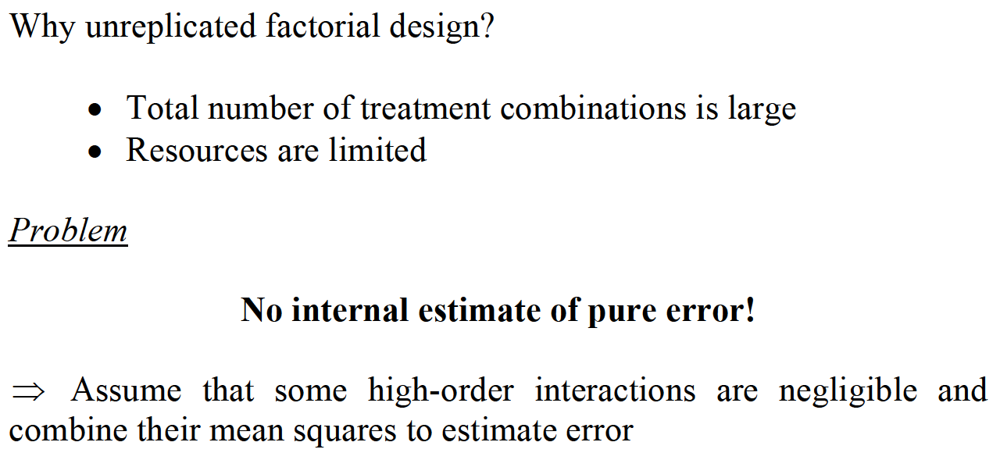 Why unreplicated factorial design?
• Total number of treatment combinations is large
• Resources are limited
Problem
No internal estimate of pure error!
⇒ Assume that some high-order interactions are negligible and
combine their mean squares to estimate error